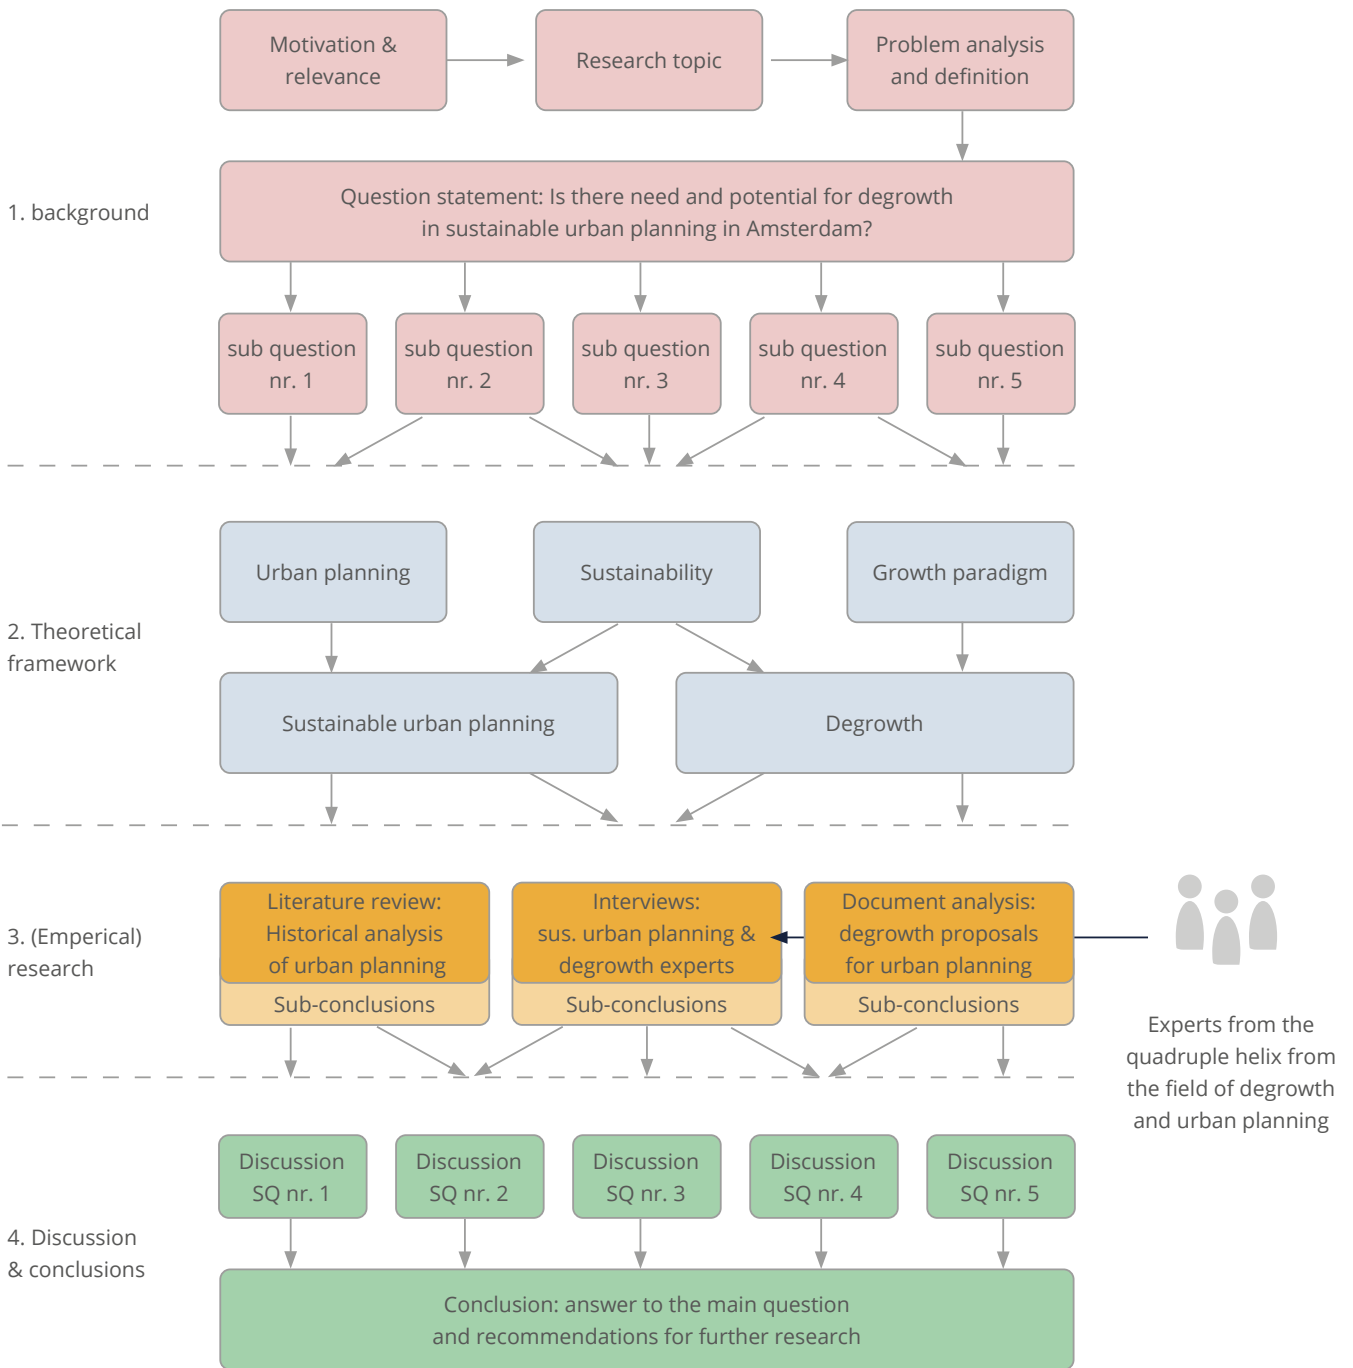 Motivation &
relevance
Research topic
Problem analysis
and definition
1. background
Question statement: Is there need and potential for degrowth
in sustainable urban planning in Amsterdam?
sub question
nr. 1
sub question
nr. 2
sub question
nr. 3
sub question
nr. 4
sub question
nr. 5
2. Theoretical
framework
Urban planning
Sustainability
Growth paradigm
Sustainable urban planning
Degrowth
3. (Emperical)
research
Literature review:
Historical analysis
of urban planning
Sub-conclusions
Interviews:
sus. urban planning &
degrowth experts
Sub-conclusions
Document analysis:
degrowth proposals
for urban planning
Sub-conclusions
Experts from the
quadruple helix from
the field of degrowth
and urban planning
4. Discussion
& conclusions
Discussion
SQ nr. 1
Discussion
SQ nr. 2
Discussion
SQ nr. 3
Discussion
SQ nr. 4
Discussion
SQ nr. 5
Conclusion: answer to the main question
and recommendations for further research